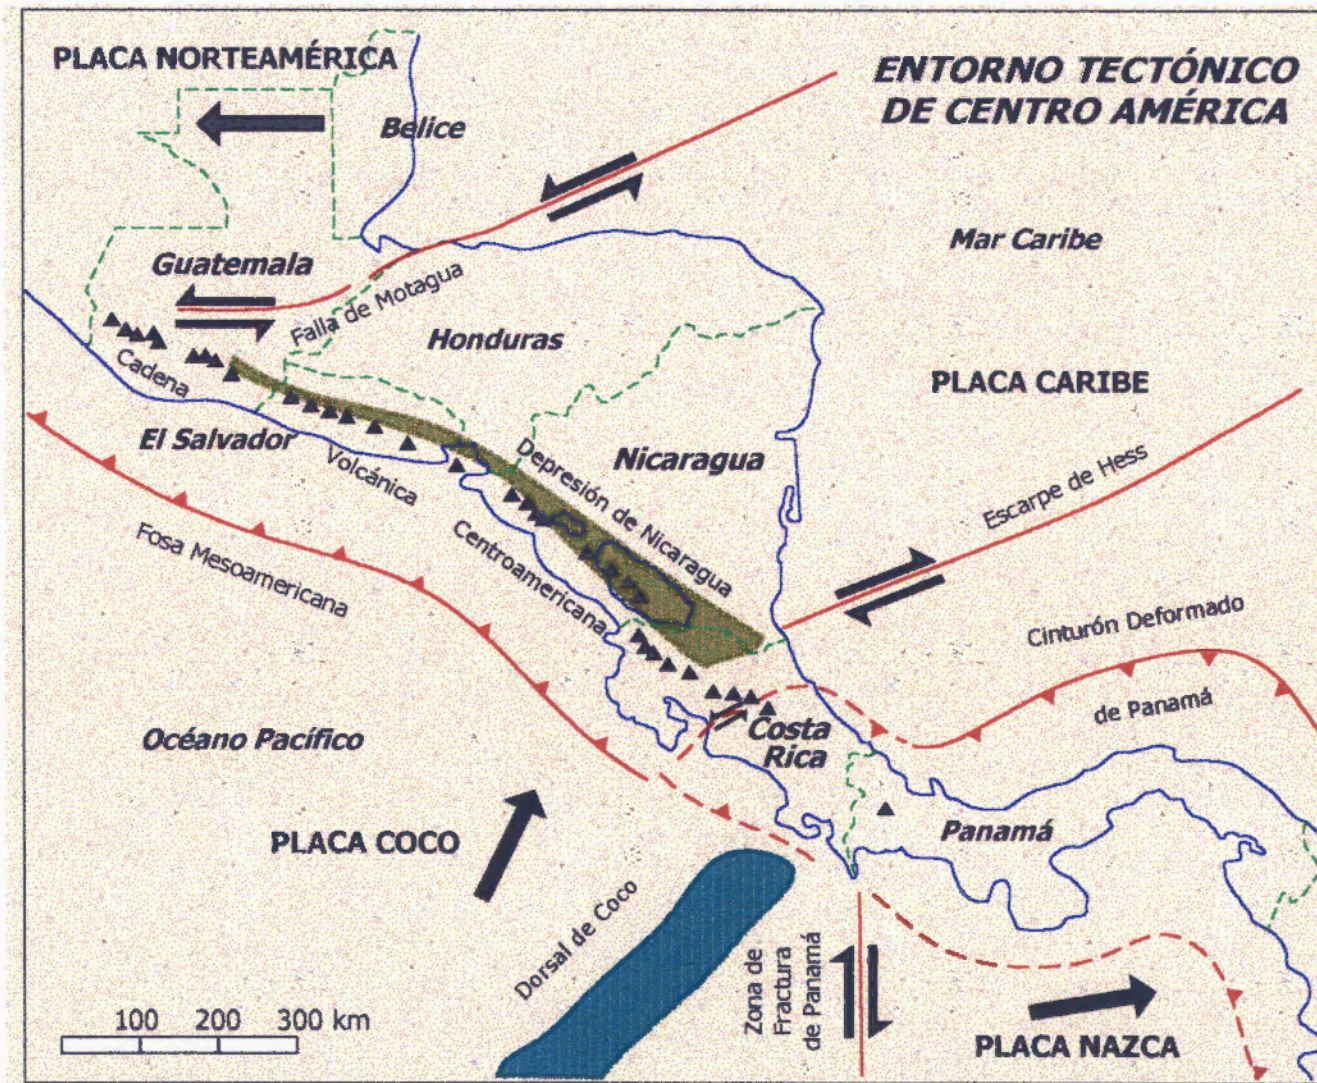 PLACA NORTEAMÉRICA
ENTORNO TECTÓNICO
DE CENTRO AMÉRICA
Belice
Mar Caribe
Guatemala
Falla de Motagua
Honduras
Cadena
PLACA CARIBE
El Salvador
Volcánica
Nicaragua
Depresión de Nicaragua
Escarpe de Hess
Fosa Mesoamericana
Centroamericana
Cinturón Deformado
de Panamá
Océano Pacífico
Costa
Rica
PLACA COCO
Panamá
Dorsal de Coco
Zona de
Fractura
de Panamá
100 200 300 km
PLACA NAZCA